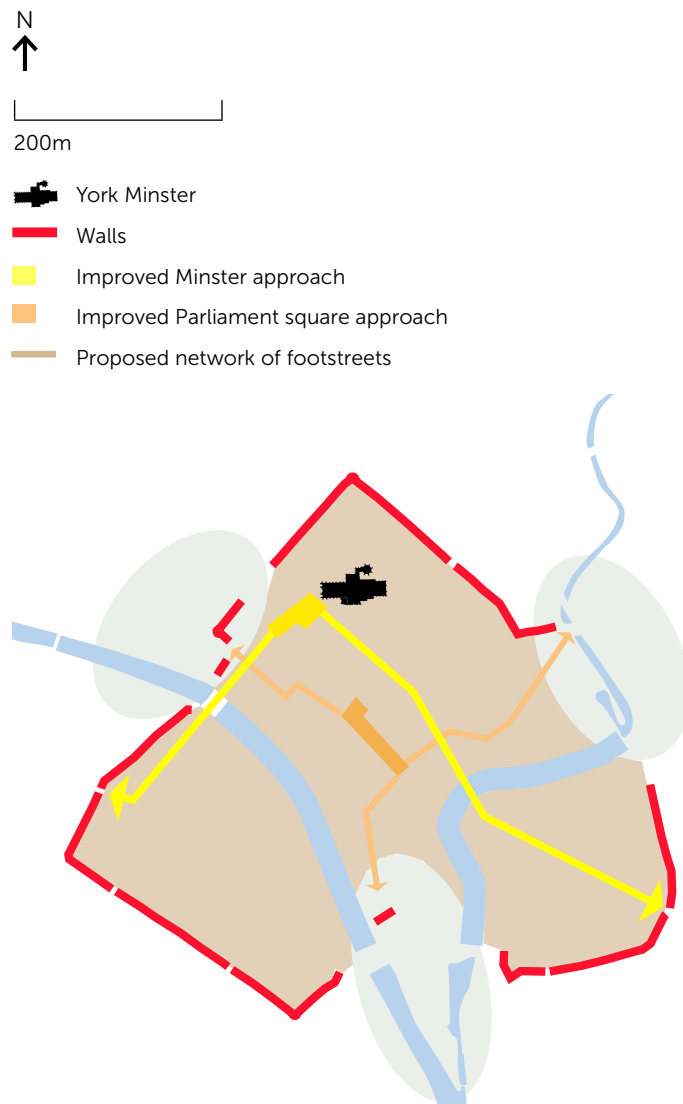 N
200m
York Minster
Walls
Improved Minster approach
Improved Parliament square approach
Proposed network of footstreets